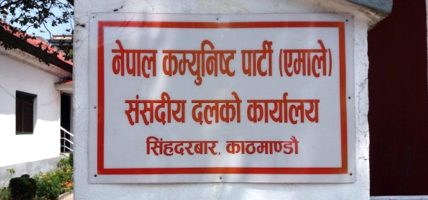 नेपाल कम्युनिष्ट पार्टी (एमाले)
संसदीय दलको कार्यालय
सिंहदरबार, काठमाण्डौ